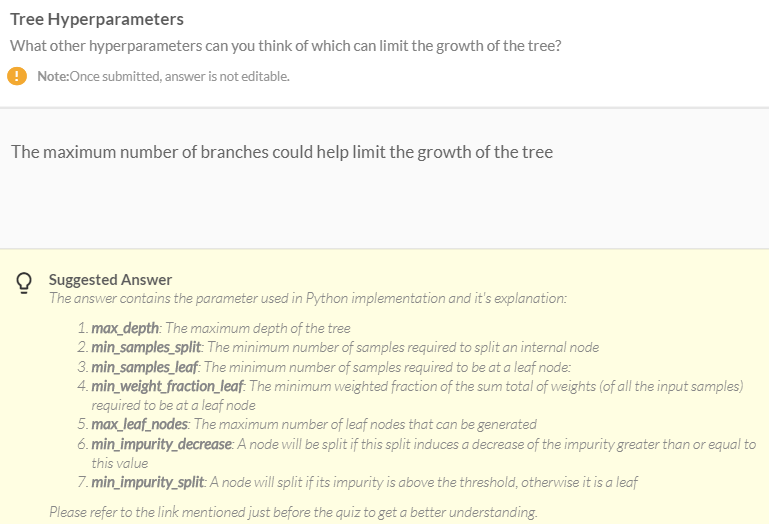 Tree Hyperparameters
What other hyperparameters can you think of which can limit the growth of the tree?
Note:Once submitted, answer is not editable.
The maximum number of branches could help limit the growth of the tree
Suggested Answer
The answer contains the parameter used in Python implementation and it's explanation:
1. max_depth: The maximum depth of the tree
2. min_samples_split: The minimum number of samples required to split an internal node
3. min_samples_leaf: The minimum number of samples required to be at a leaf node:
4. min_weight_fraction_leaf: The minimum weighted fraction of the sum total of weights (of all the input samples)
required to be at a leaf node
5. max_leaf_nodes: The maximum number of leaf nodes that can be generated
6. min_impurity_decrease: A node will be split if this split induces a decrease of the impurity greater than or equal to
this value
7. min_impurity_split: A node will split if its impurity is above the threshold, otherwise it is a leaf
Please refer to the link mentioned just before the quiz to get a better understanding.